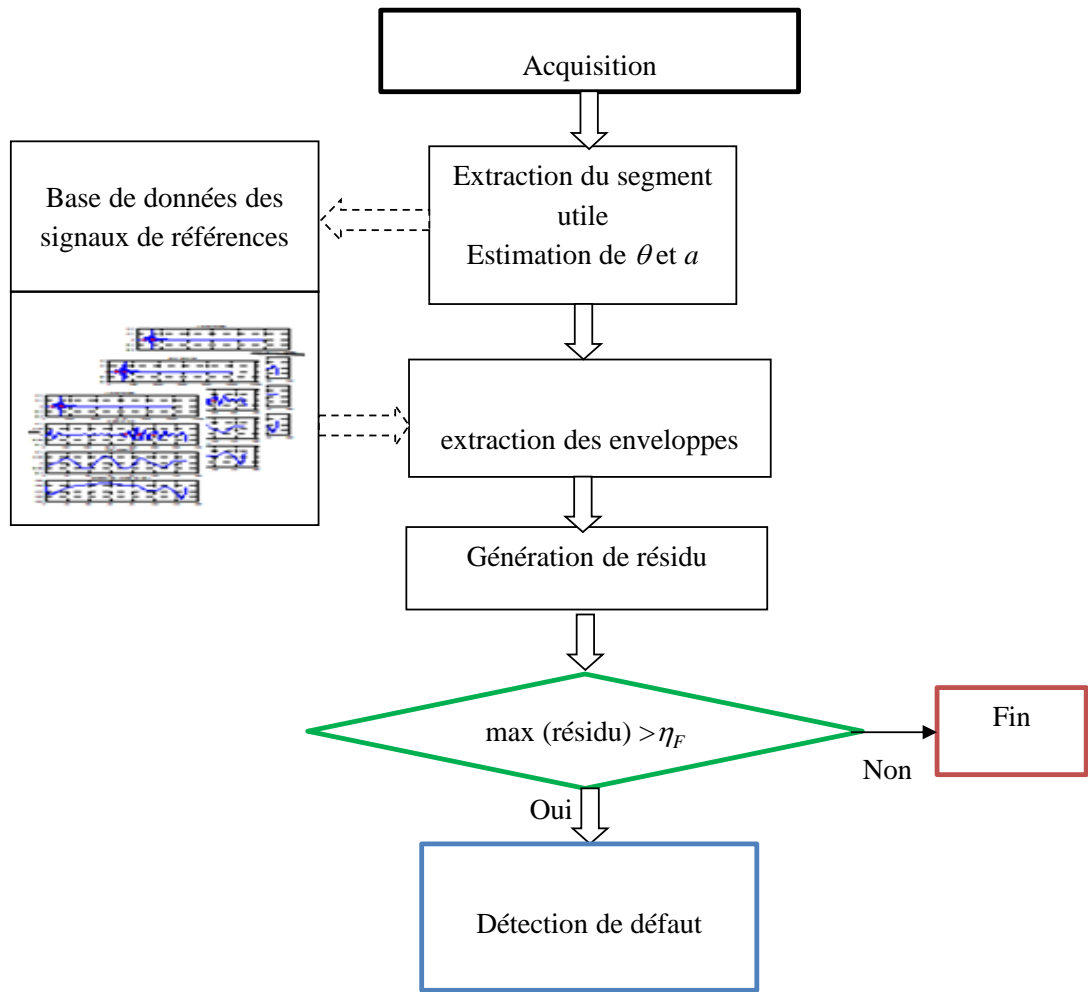 Acquisition
Extraction du segment
utile
Estimation de θ et a
Base de données des
signaux de références
extraction des enveloppes
Génération de résidu
max (résidu) >η_F
Non
Fin
Oui
Détection de défaut